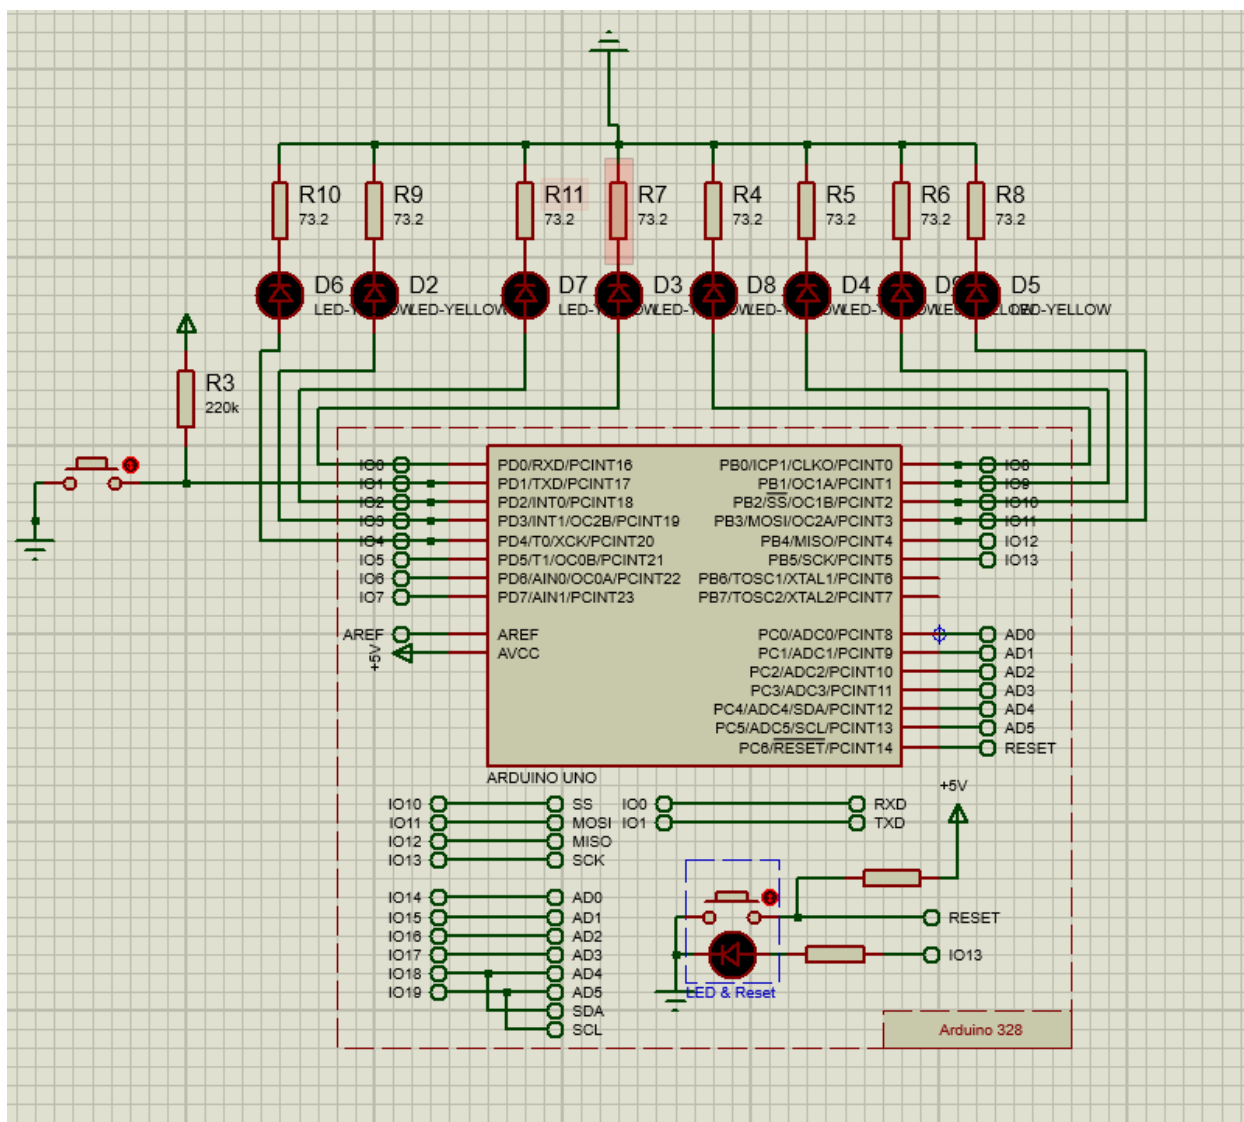 R10 R9 R11 R7 R4 R5 R6 R8
73.2 73.2 73.2 73.2 73.2 73.2 73.2 73.2
D6 D2 D7 D3 D8 D4 D5
LED-YELLOW LED-YELLOW
R3
220k
IO0 PD0/RXD/PCINT16 PB0/ICP1/CLKO/PCINT0 IO8
IO1 PD1/TXD/PCINT17 PB1/OC1A/PCINT1 IO9
IO2 PD2/INT0/PCINT18 PB2/SS/OC1B/PCINT2 IO10
IO3 PD3/INT1/OC2B/PCINT19 PB3/MOSI/OC2A/PCINT3 IO11
IO4 PD4/T0/XCK/PCINT20 PB4/MISO/PCINT4 IO12
IO5 PD5/T1/OC0B/PCINT21 PB5/SCK/PCINT5 IO13
IO6 PD6/AIN0/OC0A/PCINT22 PB6/TOSC1/XTAL1/PCINT6
IO7 PD7/AIN1/PCINT23 PB7/TOSC2/XTAL2/PCINT7
AREF AREF PC0/ADC0/PCINT8 AD0
+5V AVCC PC1/ADC1/PCINT9 AD1
PC2/ADC2/PCINT10 AD2
PC3/ADC3/PCINT11 AD3
PC4/ADC4/SDA/PCINT12 AD4
PC5/ADC5/SCL/PCINT13 AD5
PC6/RESET/PCINT14 RESET
ARDUINO UNO
+5V
IO10 SS IO0 RXD
IO11 MOSI IO1 TXD
IO12 MISO
IO13 SCK
IO14 AD0
IO15 AD1 RESET
IO16 AD2
IO17 AD3 IO13
IO18 AD4
IO19 AD5 LED & Reset
SDA
SCL
Arduino 328